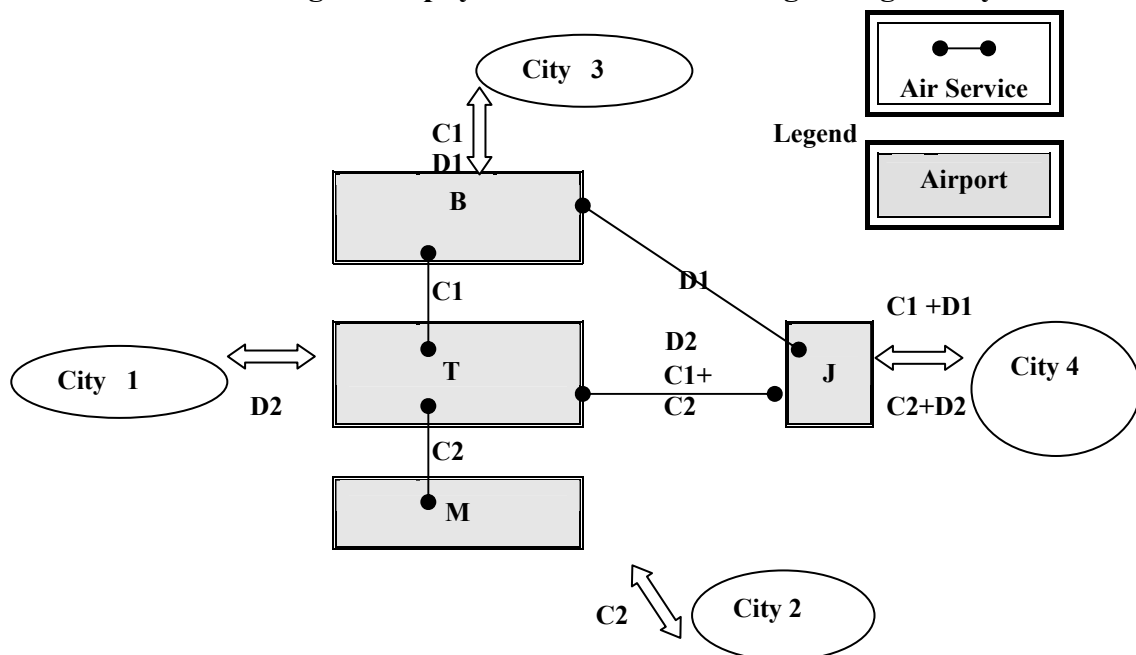 City 3
Air Service
Legend
C1
D1
Airport
B
D1
C1
C1 +D1
D2
City 1
T
C1+
J
City 4
D2
C2
C2+D2
C2
M
City 2
C2